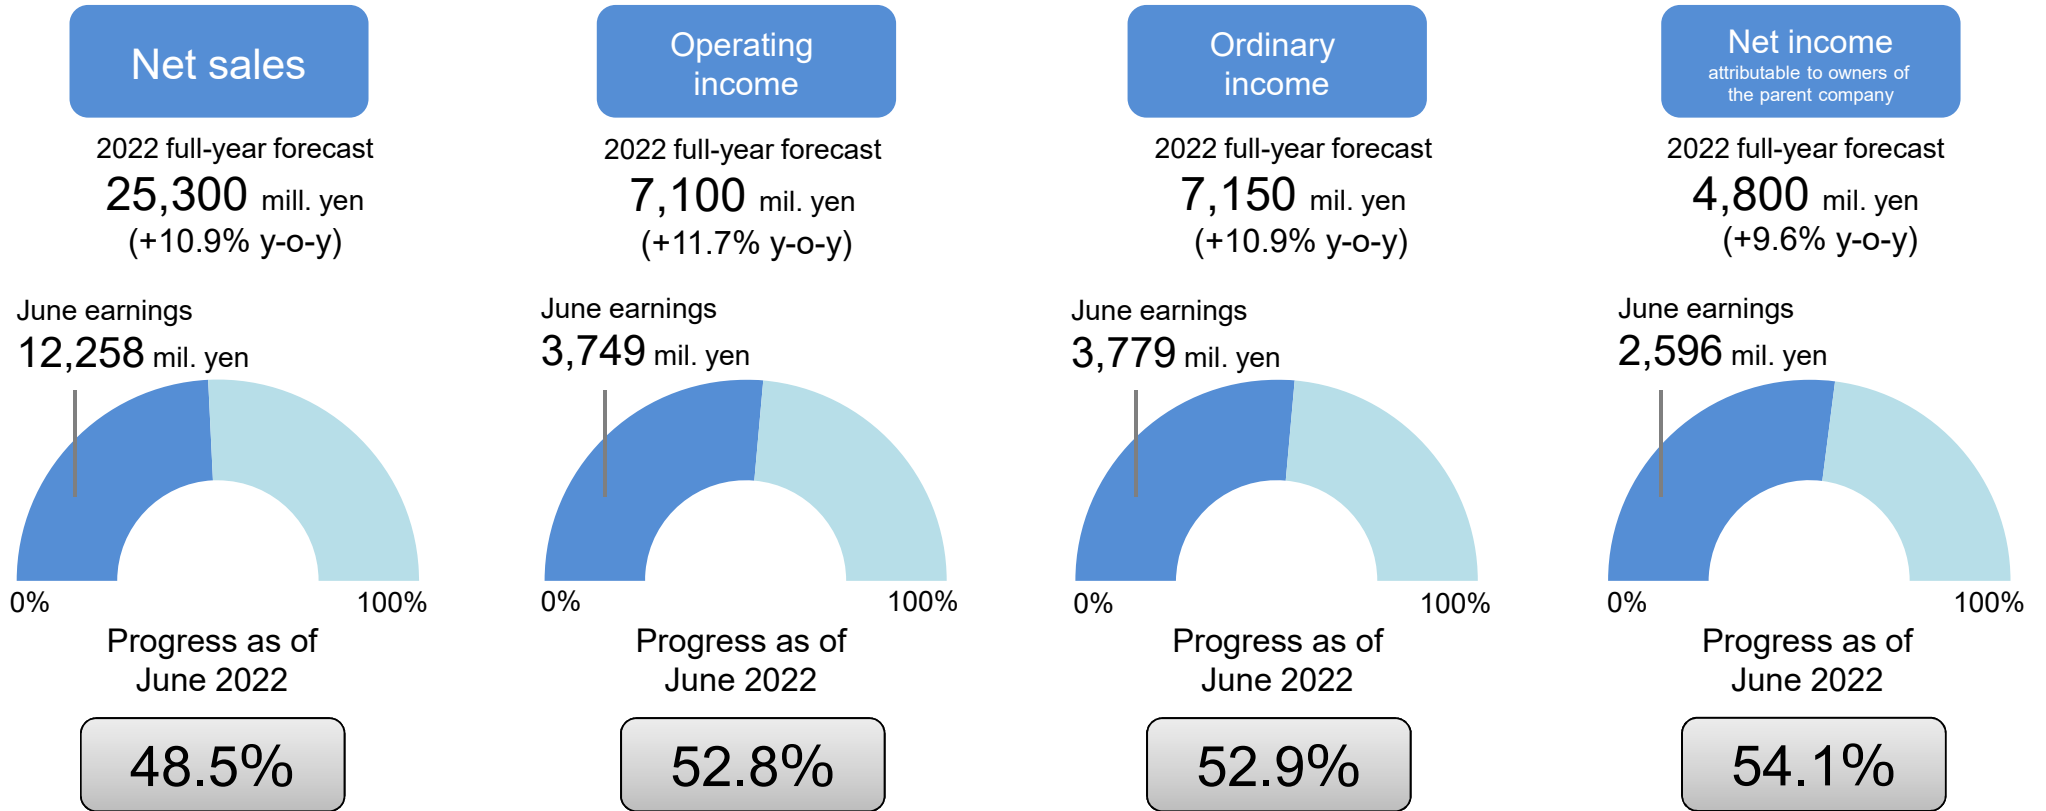 Net sales
2022 full-year forecast
25,300 mill. yen
(+10.9% y-o-y)
June earnings
12,258 mil. yen
0%
100%
Progress as of
June 2022
48.5%
Operating
income
2022 full-year forecast
7,100 mil. yen
(+11.7% y-o-y)
June earnings
3,749 mil. yen
0%
100%
Progress as of
June 2022
52.8%
Ordinary
income
2022 full-year forecast
7,150 mil. yen
(+10.9% y-o-y)
June earnings
3,779 mil. yen
0%
100%
Progress as of
June 2022
52.9%
Net income
attributable to owners of
the parent company
2022 full-year forecast
4,800 mil. yen
(+9.6% y-o-y)
June earnings
2,596 mil. yen
0%
100%
Progress as of
June 2022
54.1%